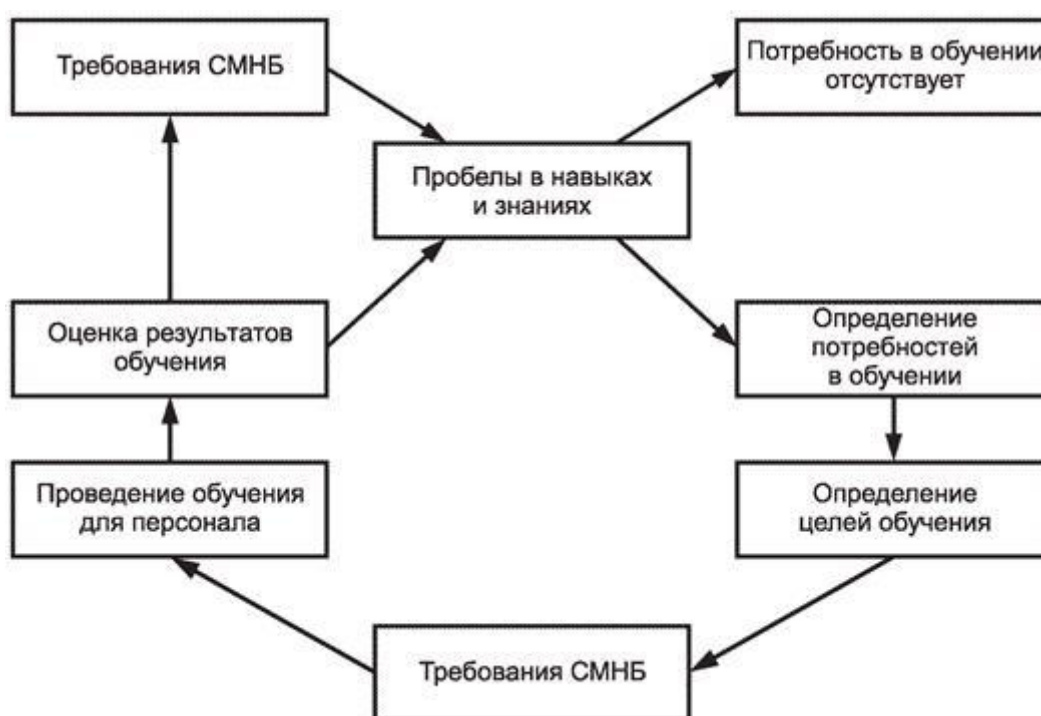 Требования СМНБ
Потребность в обучении
отсутствует
Пробелы в навыках
и знаниях
Оценка результатов
обучения
Определение
потребностей
в обучении
Проведение обучения
для персонала
Определение
целей обучения
Требования СМНБ